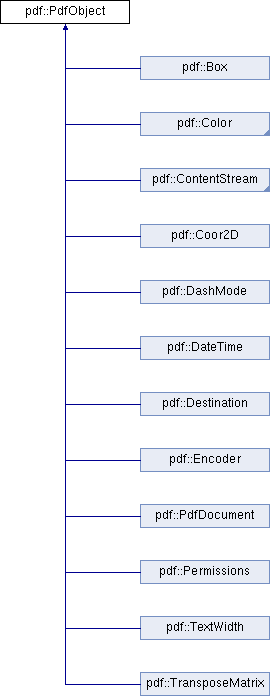 pdf::PdfObject
pdf::Box
pdf::Color
pdf::ContentStream
pdf::Coor2D
pdf::DashMode
pdf::DateTime
pdf::Destination
pdf::Encoder
pdf::PdfDocument
pdf::Permissions
pdf::TextWidth
pdf::TransposeMatrix